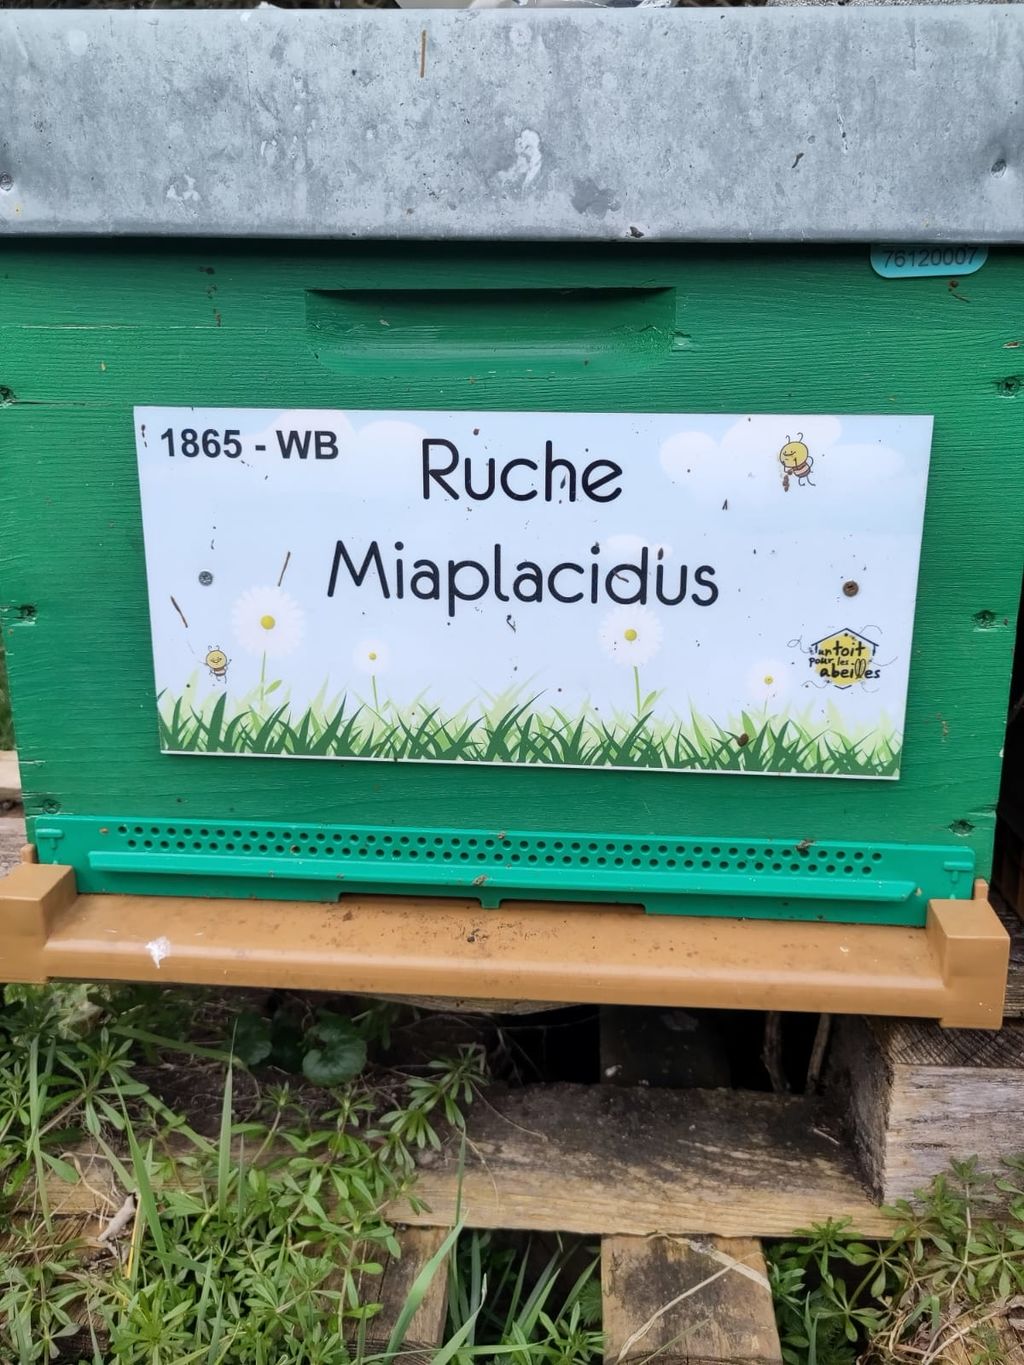 76120007
1865 - WB
Ruche
Miaplacidus
un toit
pour les
abeilles